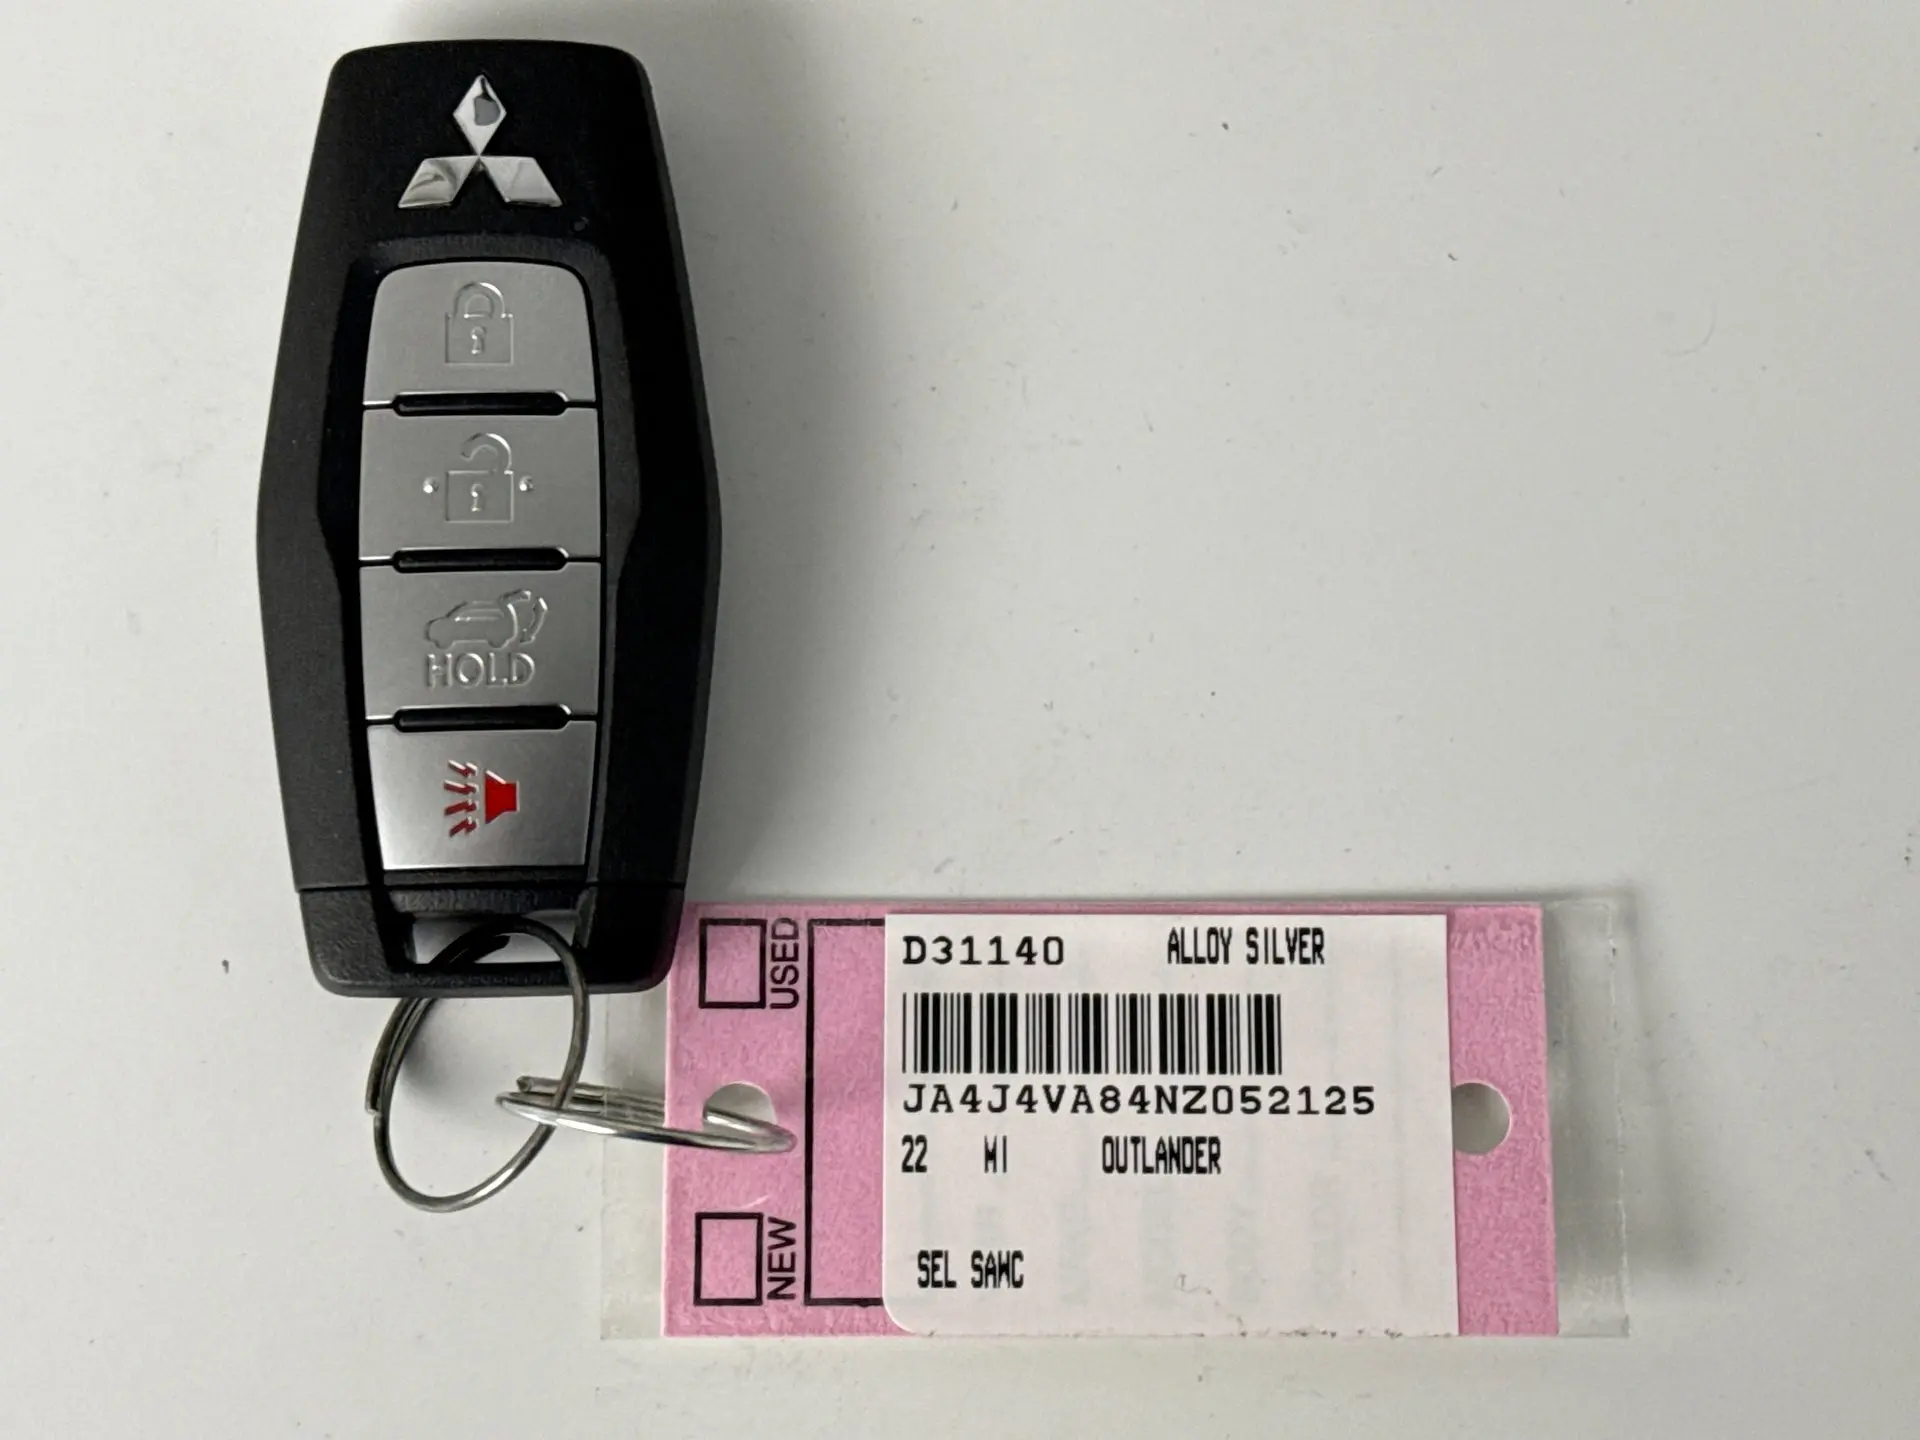 HOLD
USED
D31140 ALLOY SILVER
JA4J4VA84NZ052125
22 MI OUTLANDER
NEW
SEL SAWC